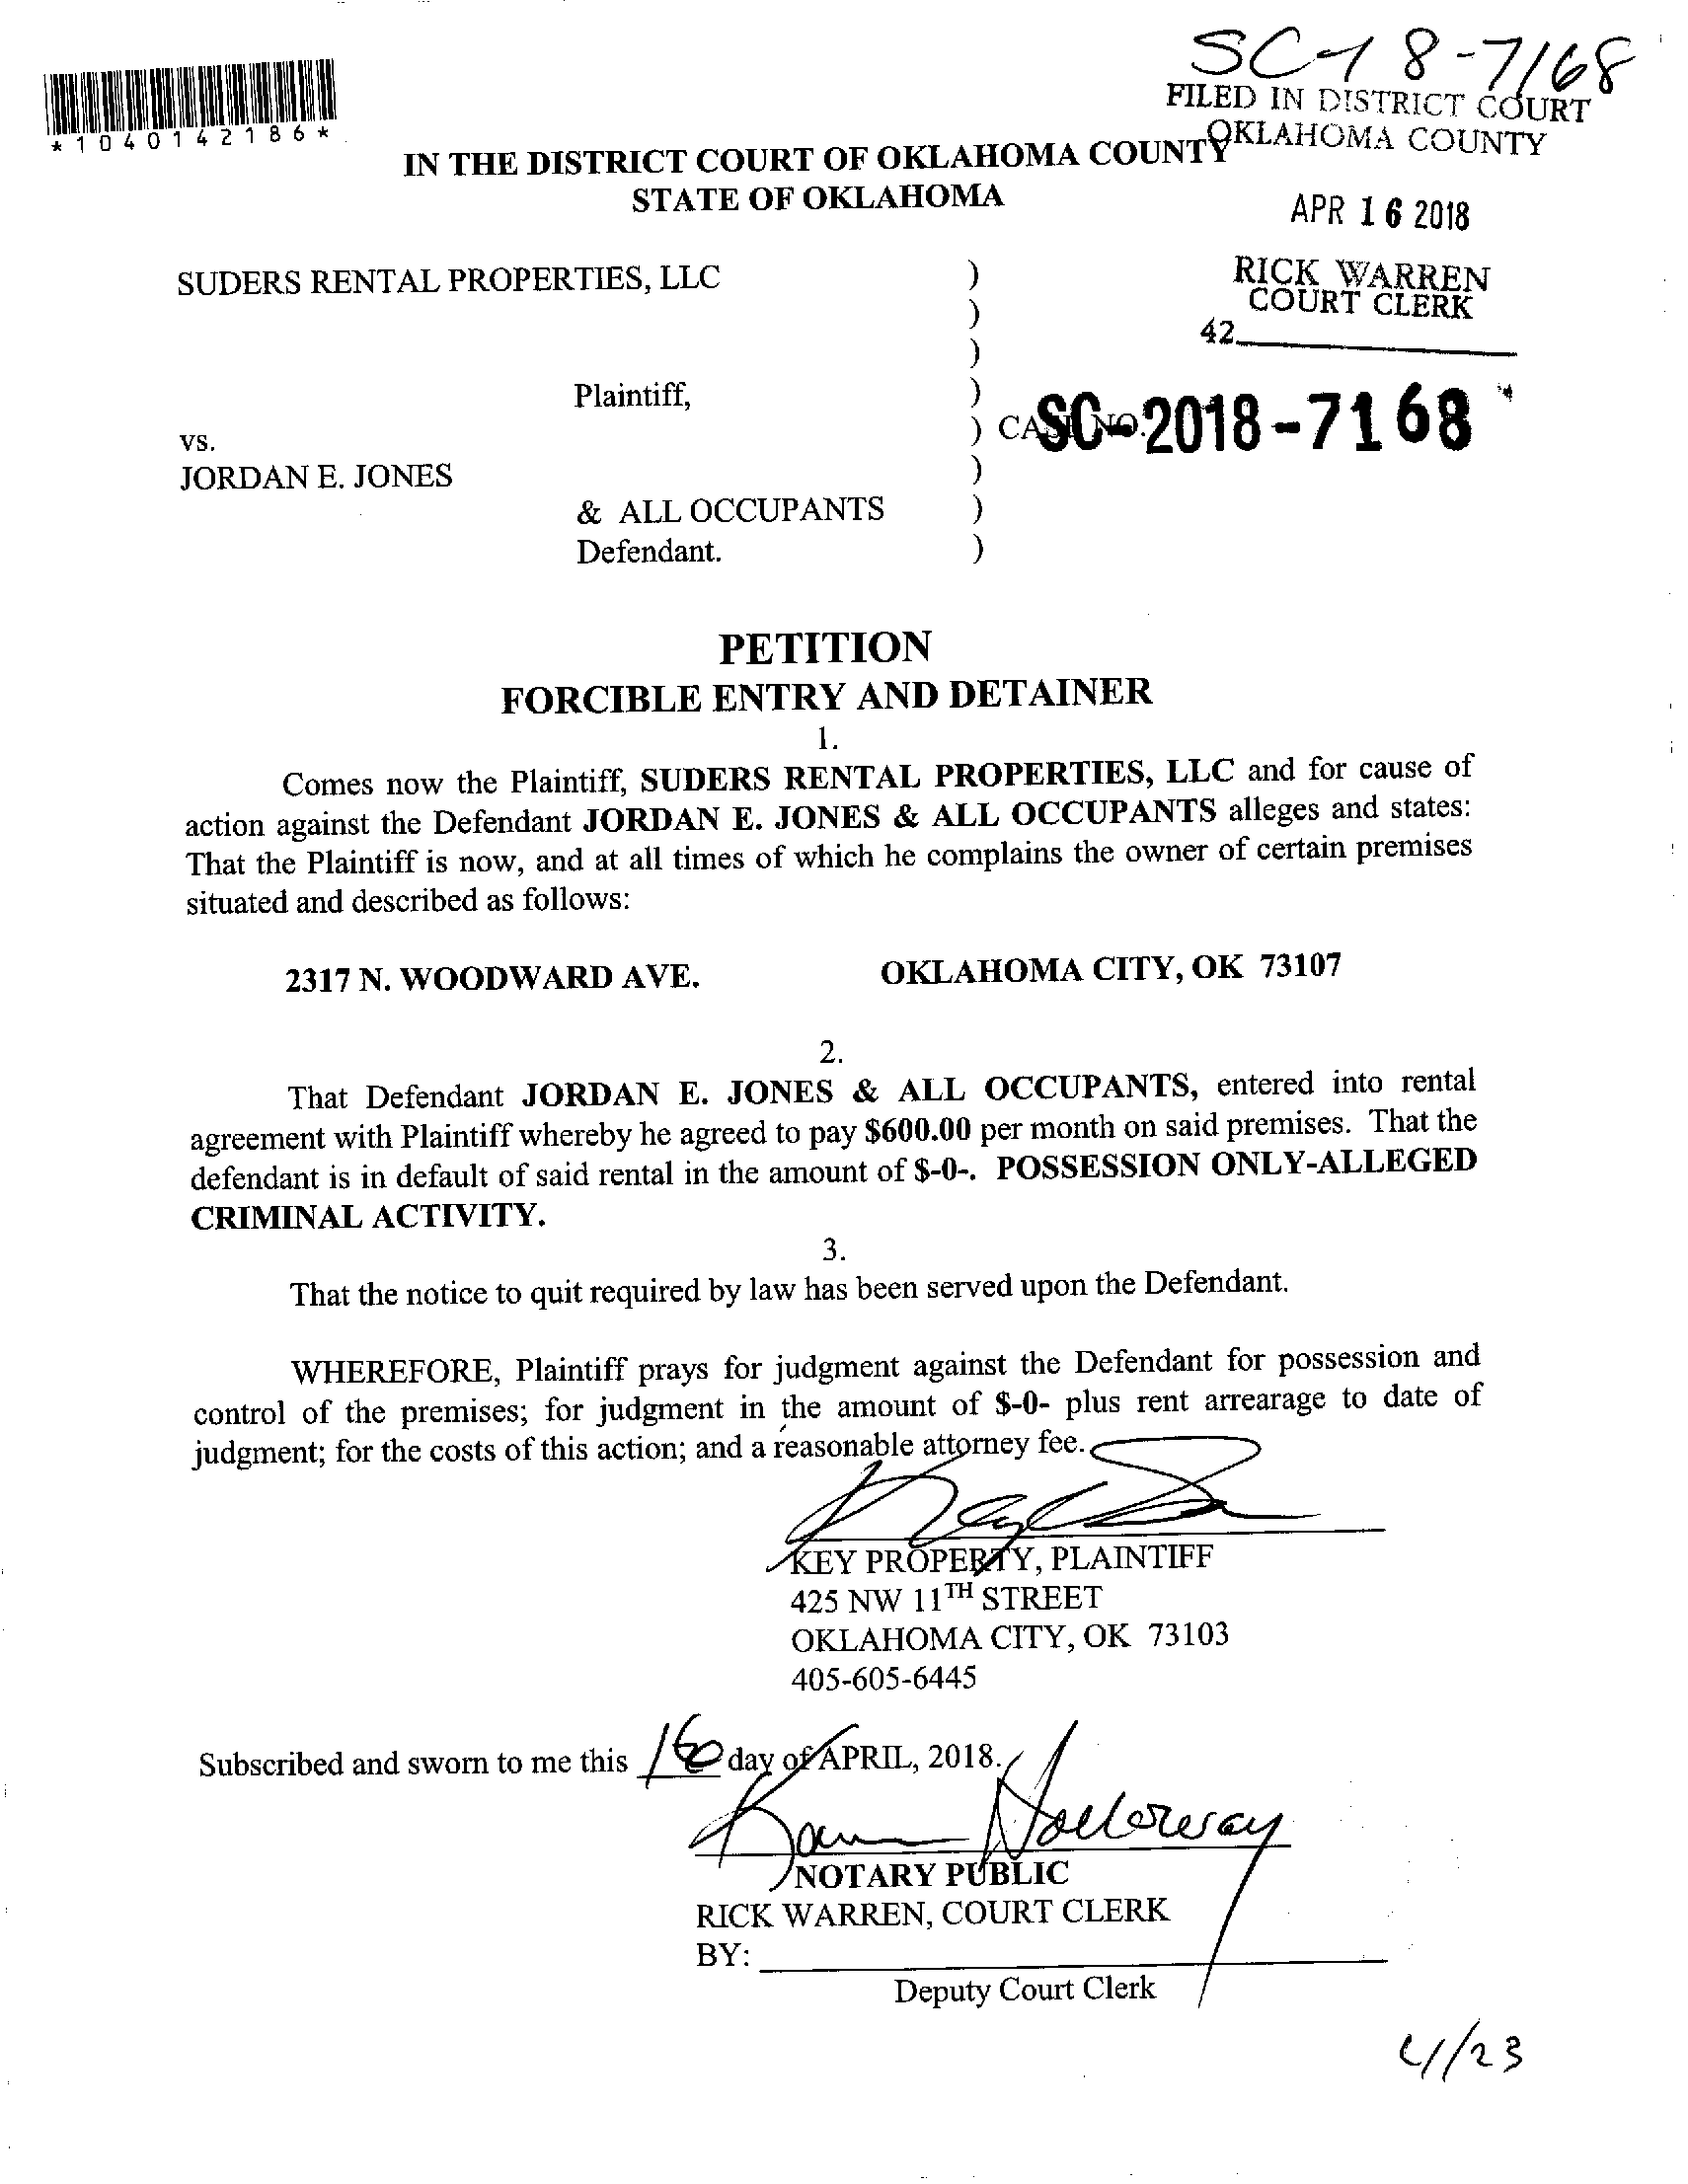 SC-18-7168
FILED IN DISTRICT COURT
OKLAHOMA COUNTY
*1040142186*
IN THE DISTRICT COURT OF OKLAHOMA COUNTY
STATE OF OKLAHOMA
APR 16 2018
SUDERS RENTAL PROPERTIES, LLC )
RICK WARREN
COURT CLERK
)
42
)
Plaintiff, )
vs. ) CASE NO. SC-2018-7168
JORDAN E. JONES )
& ALL OCCUPANTS )
Defendant. )
PETITION
FORCIBLE ENTRY AND DETAINER
1.
Comes now the Plaintiff, SUDERS RENTAL PROPERTIES, LLC and for cause of
action against the Defendant JORDAN E. JONES & ALL OCCUPANTS alleges and states:
That the Plaintiff is now, and at all times of which he complains the owner of certain premises
situated and described as follows:
2317 N. WOODWARD AVE. OKLAHOMA CITY, OK 73107
2.
That Defendant JORDAN E. JONES & ALL OCCUPANTS, entered into rental
agreement with Plaintiff whereby he agreed to pay $600.00 per month on said premises. That the
defendant is in default of said rental in the amount of $-0-. POSSESSION ONLY-ALLEGED
CRIMINAL ACTIVITY.
3.
That the notice to quit required by law has been served upon the Defendant.
WHEREFORE, Plaintiff prays for judgment against the Defendant for possession and
control of the premises; for judgment in the amount of $-0- plus rent arrearage to date of
judgment; for the costs of this action; and a reasonable attorney fee.
KEY PROPERTY, PLAINTIFF
425 NW 11TH STREET
OKLAHOMA CITY, OK 73103
405-605-6445
Subscribed and sworn to me this 16 day of APRIL, 2018.
Holloway
NOTARY PUBLIC
RICK WARREN, COURT CLERK
BY:
Deputy Court Clerk
4/23